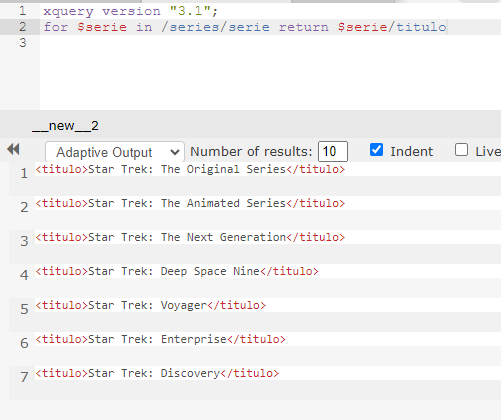 1 xquery version "3.1";
2 for $serie in /series/serie return $serie/titulo
3
__new__2
Adaptive Output Number of results: 10 Indent Live
1 <titulo>Star Trek: The Original Series</titulo>
2 <titulo>Star Trek: The Animated Series</titulo>
3 <titulo>Star Trek: The Next Generation</titulo>
4 <titulo>Star Trek: Deep Space Nine</titulo>
5 <titulo>Star Trek: Voyager</titulo>
6 <titulo>Star Trek: Enterprise</titulo>
7 <titulo>Star Trek: Discovery</titulo>